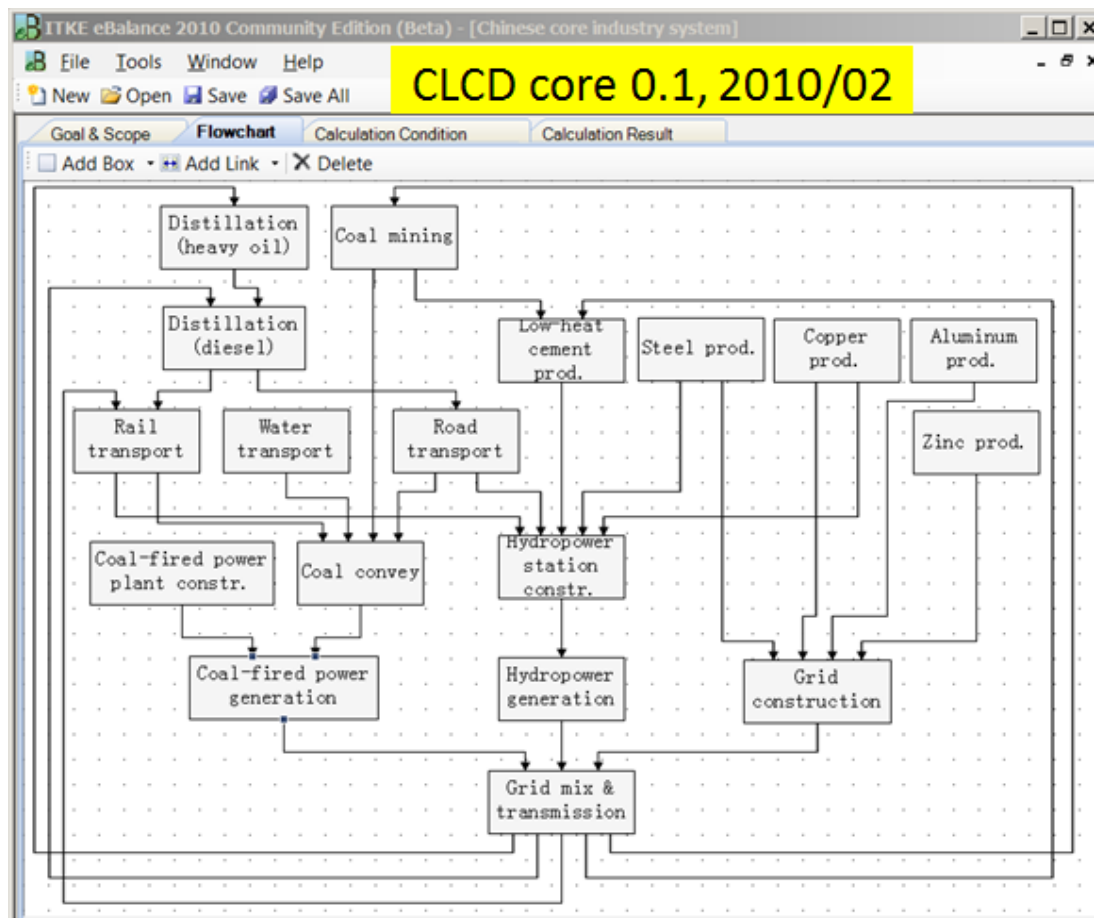 ITKE eBalance 2010 Community Edition (Beta) - [Chinese core industry system]
File Tools Window Help
CLCD core 0.1, 2010/02
New Open Save Save All
Goal & Scope Flowchart Calculation Condition Calculation Result
Add Box Add Link Delete
Distillation
(heavy oil)
Coal mining
Distillation
(diesel)
Low-heat
cement
prod.
Steel prod.
Copper
prod.
Aluminum
prod.
Rail
transport
Water
transport
Road
transport
Zinc prod.
Coal-fired power
plant constr.
Coal convey
Hydropower
station
constr.
Coal-fired power
generation
Hydropower
generation
Grid
construction
Grid mix &
transmission